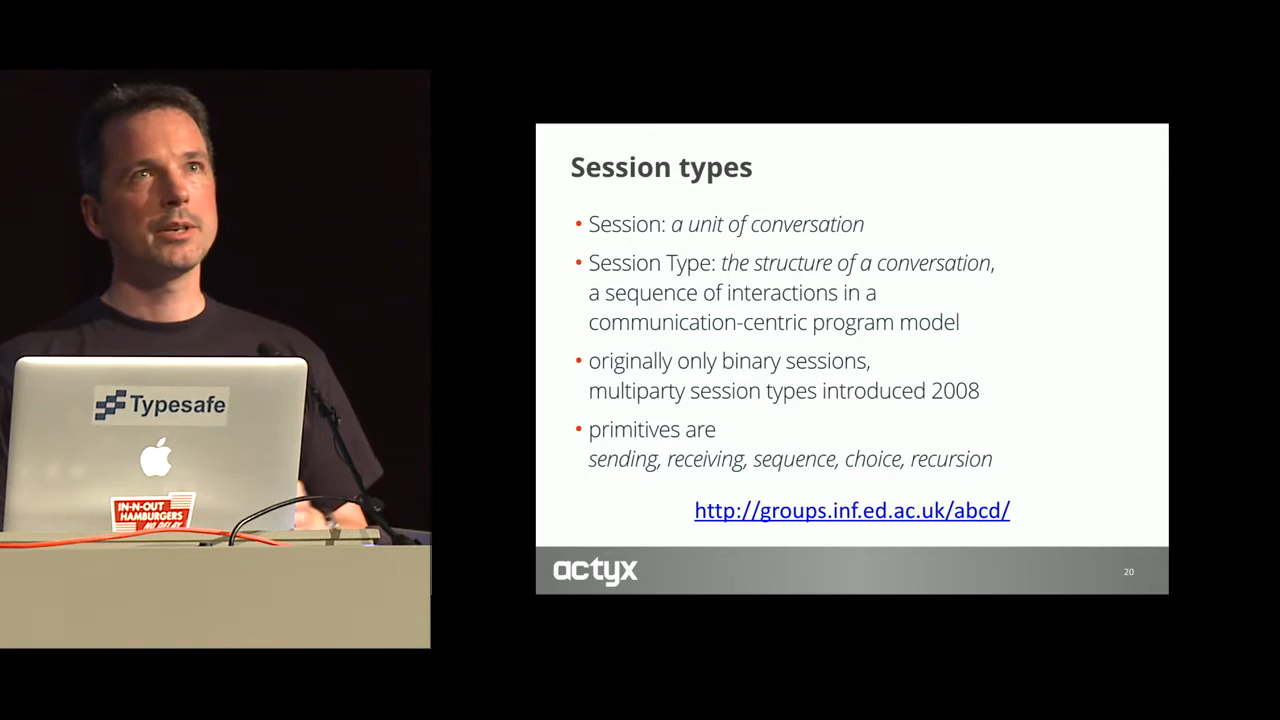 Typesafe
IN-N-OUT
HAMBURGERS
NO DELAY
Session types
• Session: a unit of conversation
• Session Type: the structure of a conversation,
a sequence of interactions in a
communication-centric program model
• originally only binary sessions,
multiparty session types introduced 2008
• primitives are
sending, receiving, sequence, choice, recursion
http://groups.inf.ed.ac.uk/abcd/
actyx
20